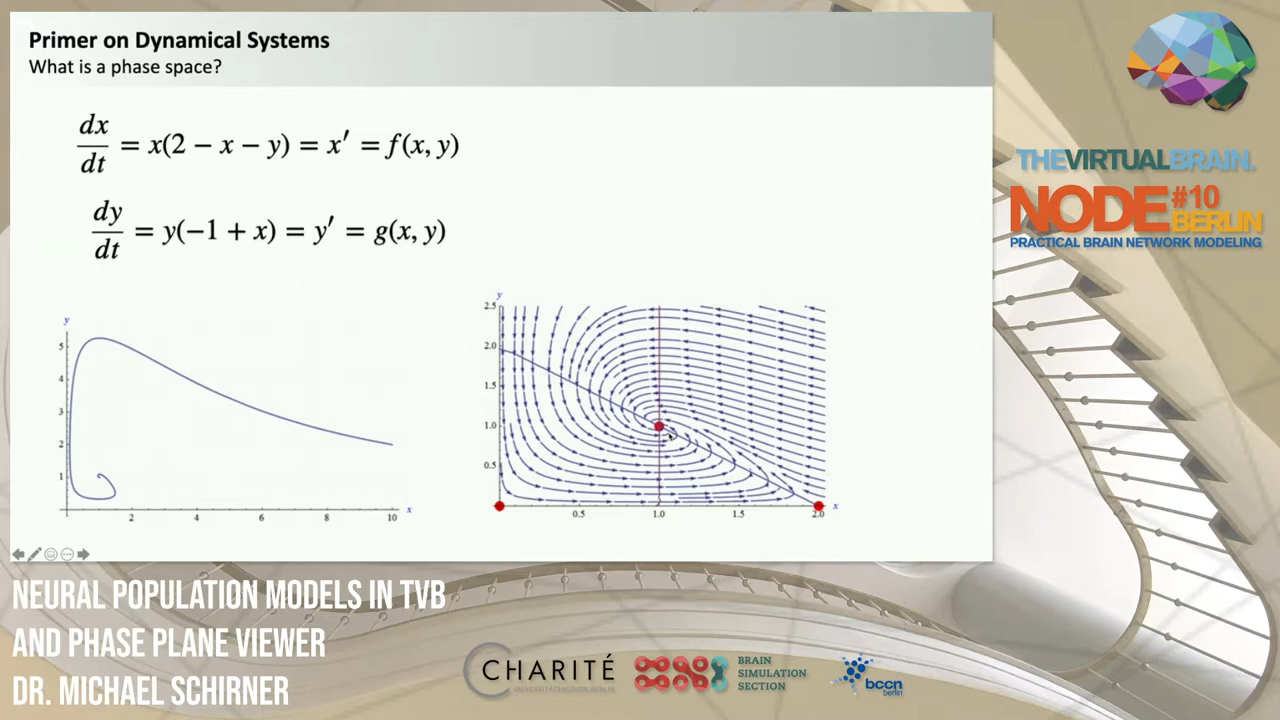 Primer on Dynamical Systems
What is a phase space?
dx/dt = x(2 − x − y) = x′ = f(x, y)
dy/dt = y(−1 + x) = y′ = g(x, y)
y
5
4
3
2
1
2 4 6 8 10 x
y
2.5
2.0
1.5
1.0
0.5
0.5 1.0 1.5 2.0 x
THEVIRTUALBRAIN.
NODE #10
BERLIN
PRACTICAL BRAIN NETWORK MODELING
NEURAL POPULATION MODELS IN TVB
AND PHASE PLANE VIEWER
DR. MICHAEL SCHIRNER
CHARITÉ
UNIVERSITÄTSMEDIZIN BERLIN
BRAIN
SIMULATION
SECTION
bccn
berlin